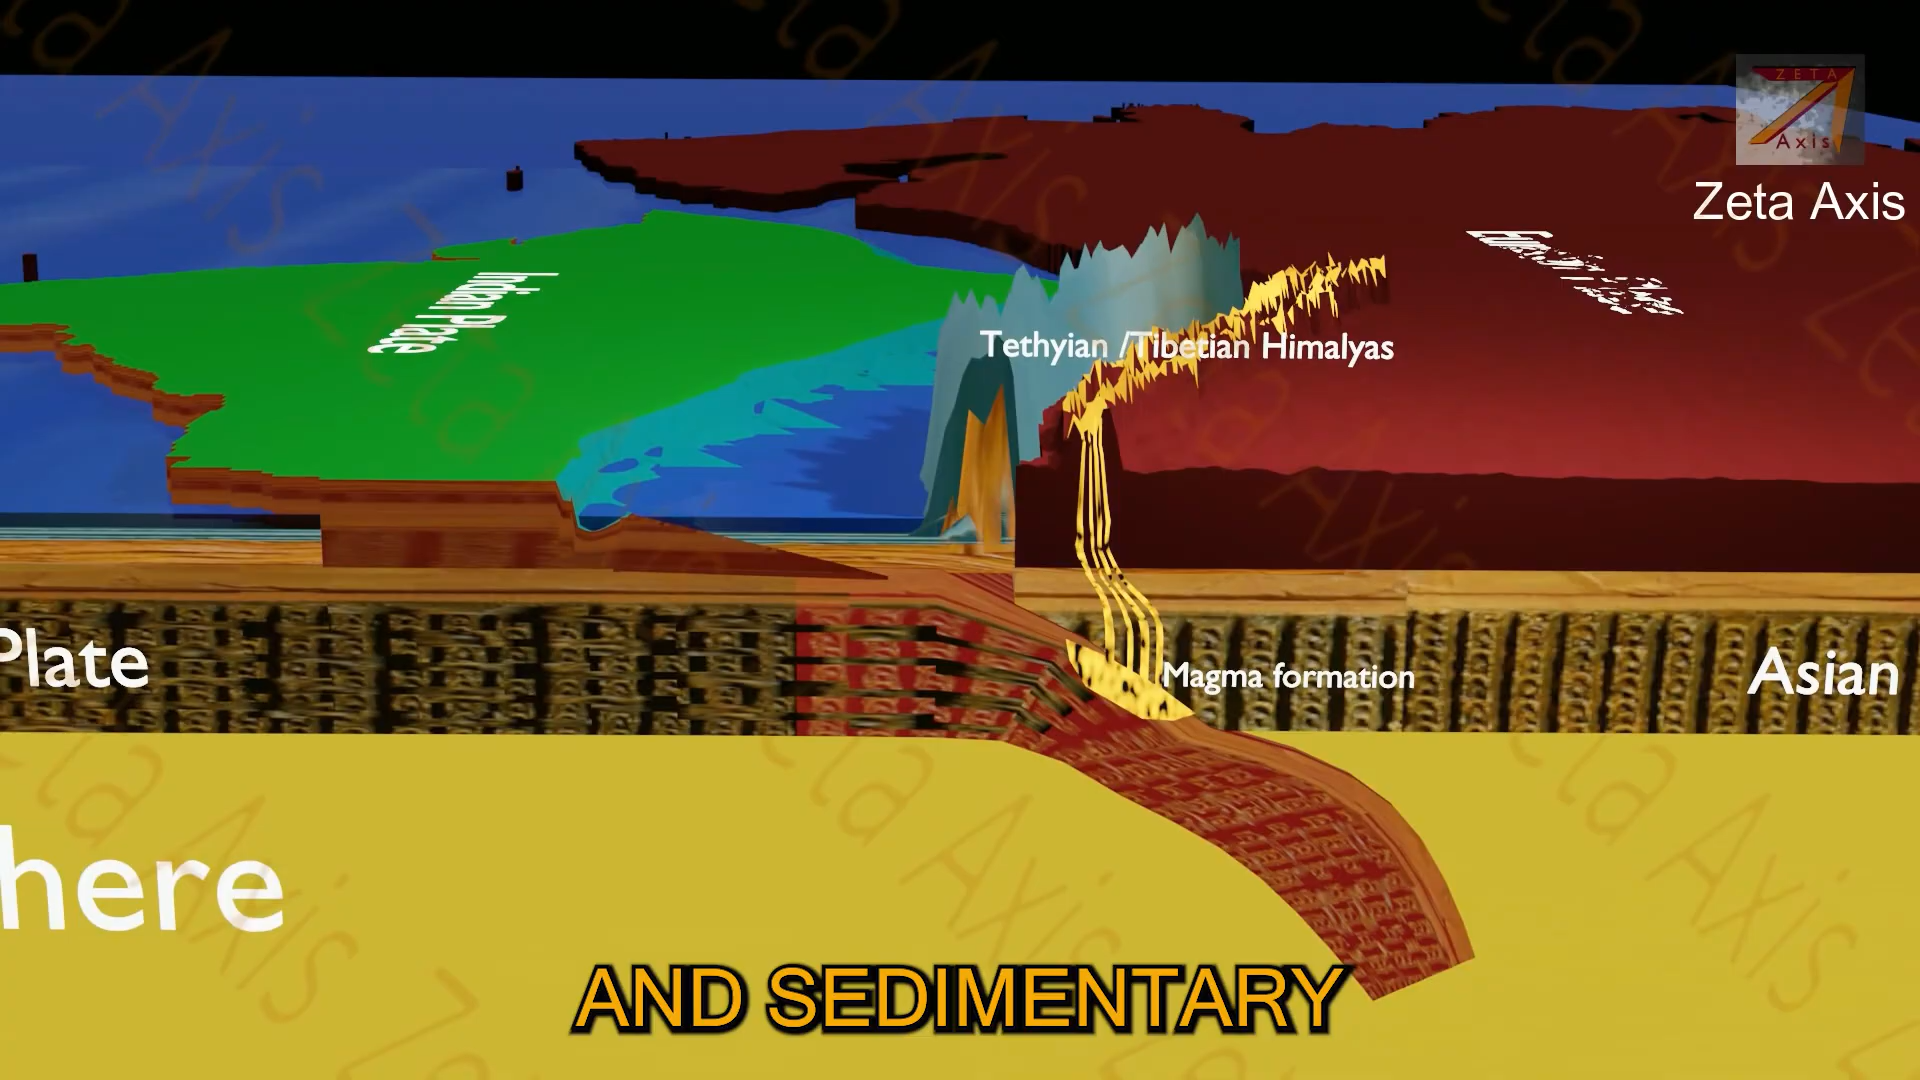 ZETA
Axis
Zeta Axis
Indian Plate
Tethyian /Tibetian Himalyas
Plate
Magma formation
Asian
here
AND SEDIMENTARY